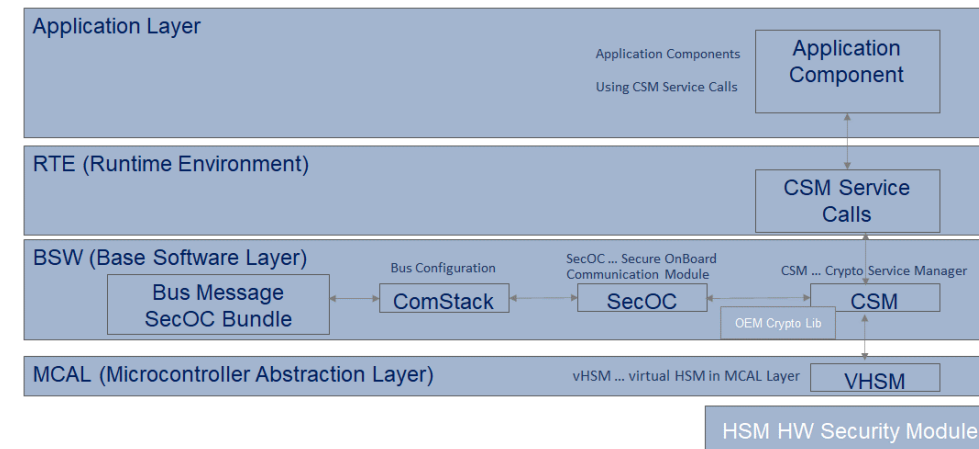 Application Layer
Application Components
Using CSM Service Calls
Application
Component
RTE (Runtime Environment)
CSM Service
Calls
BSW (Base Software Layer)
Bus Message
SecOC Bundle
Bus Configuration
ComStack
SecOC ... Secure OnBoard
Communication Module
SecOC
OEM Crypto Lib
CSM ... Crypto Service Manager
CSM
MCAL (Microcontroller Abstraction Layer)
vHSM ... virtual HSM in MCAL Layer
VHSM
HSM HW Security Module